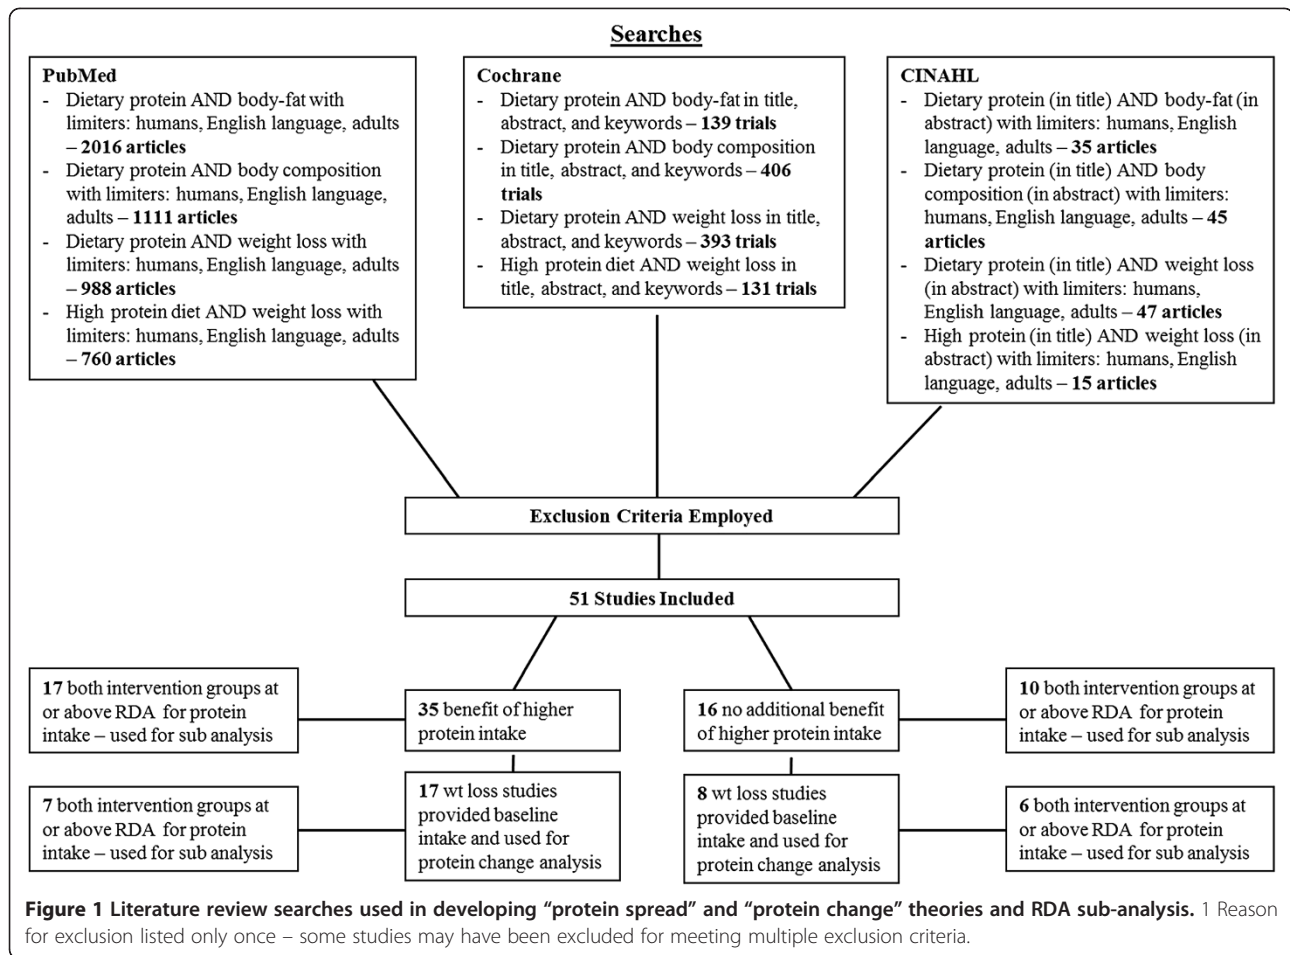 Searches
PubMed
- Dietary protein AND body-fat with
limiters: humans, English language, adults
– 2016 articles
- Dietary protein AND body composition
with limiters: humans, English language,
adults – 1111 articles
- Dietary protein AND weight loss with
limiters: humans, English language, adults
– 988 articles
- High protein diet AND weight loss with
limiters: humans, English language, adults
– 760 articles
Cochrane
- Dietary protein AND body-fat in title,
abstract, and keywords – 139 trials
- Dietary protein AND body composition
in title, abstract, and keywords – 406
trials
- Dietary protein AND weight loss in title,
abstract, and keywords – 393 trials
- High protein diet AND weight loss in
title, abstract, and keywords – 131 trials
CINAHL
- Dietary protein (in title) AND body-fat (in
abstract) with limiters: humans, English
language, adults – 35 articles
- Dietary protein (in title) AND body
composition (in abstract) with limiters:
humans, English language, adults – 45
articles
- Dietary protein (in title) AND weight loss
(in abstract) with limiters: humans,
English language, adults – 47 articles
- High protein (in title) AND weight loss (in
abstract) with limiters: humans, English
language, adults – 15 articles
Exclusion Criteria Employed
51 Studies Included
17 both intervention groups at
or above RDA for protein
intake – used for sub analysis
35 benefit of higher
protein intake
16 no additional benefit
of higher protein intake
10 both intervention groups at
or above RDA for protein
intake – used for sub analysis
7 both intervention groups at
or above RDA for protein
intake – used for sub analysis
17 wt loss studies
provided baseline
intake and used for
protein change analysis
8 wt loss studies
provided baseline
intake and used for
protein change analysis
6 both intervention groups at
or above RDA for protein
intake – used for sub analysis
Figure 1 Literature review searches used in developing “protein spread” and “protein change” theories and RDA sub-analysis. 1 Reason
for exclusion listed only once – some studies may have been excluded for meeting multiple exclusion criteria.